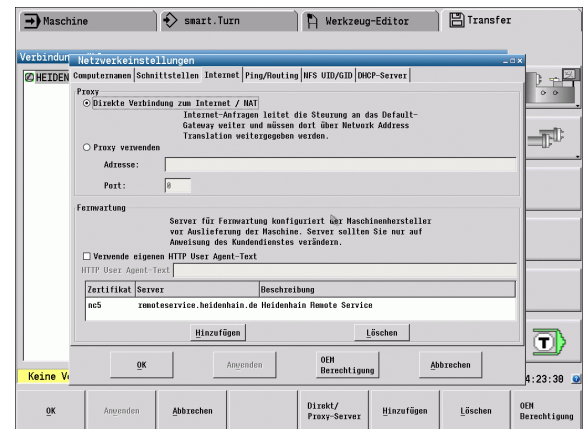 Maschine
smart.Turn
Werkzeug-Editor
Transfer
Netzwerkeinstellungen
HEIDEN
Computernamen Schnittstellen Internet Ping/Routing NFS UID/GID DHCP-Server
Proxy
Direkte Verbindung zum Internet / NAT
Internet-Anfragen leitet die Steurung an das Default-
Gateway weiter und müssen dort über Network Address
Translation weitergegeben werden.
Proxy verwenden
Adresse:
Port: 0
Fernwartung
Server für Fernwartung konfiguriert der Maschinenhersteller
vor Auslieferung der Maschine. Server sollten Sie nur auf
Anweisung des Kundendienstes verändern.
Verwende eigenen HTTP User Agent-Text
HTTP User Agent-Text
Zertifikat Server Beschreibung
nc5 remoteservice.heidenhain.de Heidenhain Remote Service
Hinzufügen Löschen
OK Anwenden OEM Berechtigung Abbrechen
Keine
4:23:30
OK Anwenden Abbrechen Direkt/ Proxy-Server Hinzufügen Löschen OEM Berechtigung